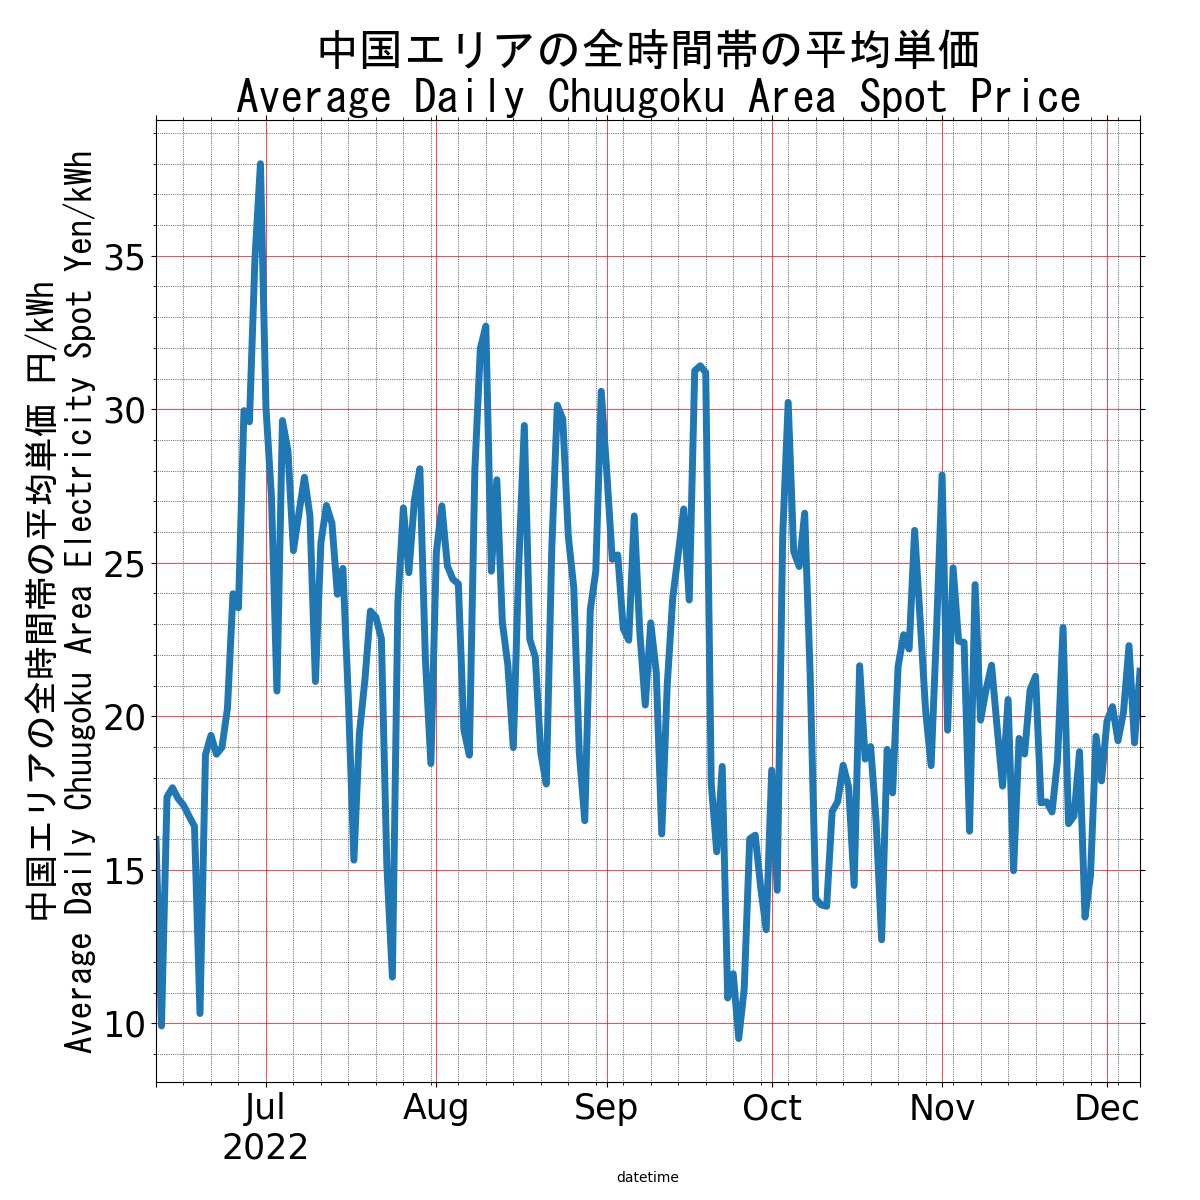 中国エリアの全時間帯の平均単価
Average Daily Chuugoku Area Spot Price
中国エリアの全時間帯の平均単価 円/kWh
Average Daily Chuugoku Area Electricity Spot Yen/kWh
35
30
25
20
15
10
Jul
2022
Aug
Sep
Oct
Nov
Dec
datetime